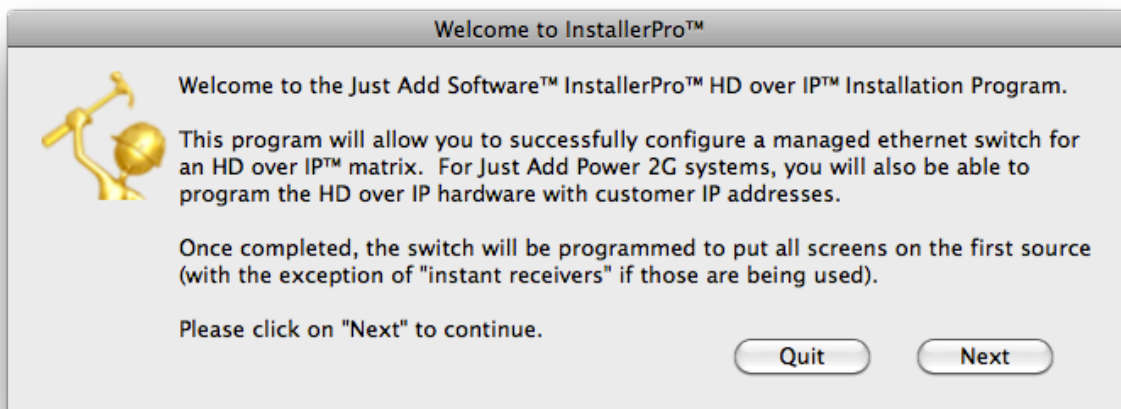 Welcome to InstallerPro™
Welcome to the Just Add Software™ InstallerPro™ HD over IP™ Installation Program.
This program will allow you to successfully configure a managed ethernet switch for
an HD over IP™ matrix.  For Just Add Power 2G systems, you will also be able to
program the HD over IP hardware with customer IP addresses.
Once completed, the switch will be programmed to put all screens on the first source
(with the exception of "instant receivers" if those are being used).
Please click on "Next" to continue.
Quit Next